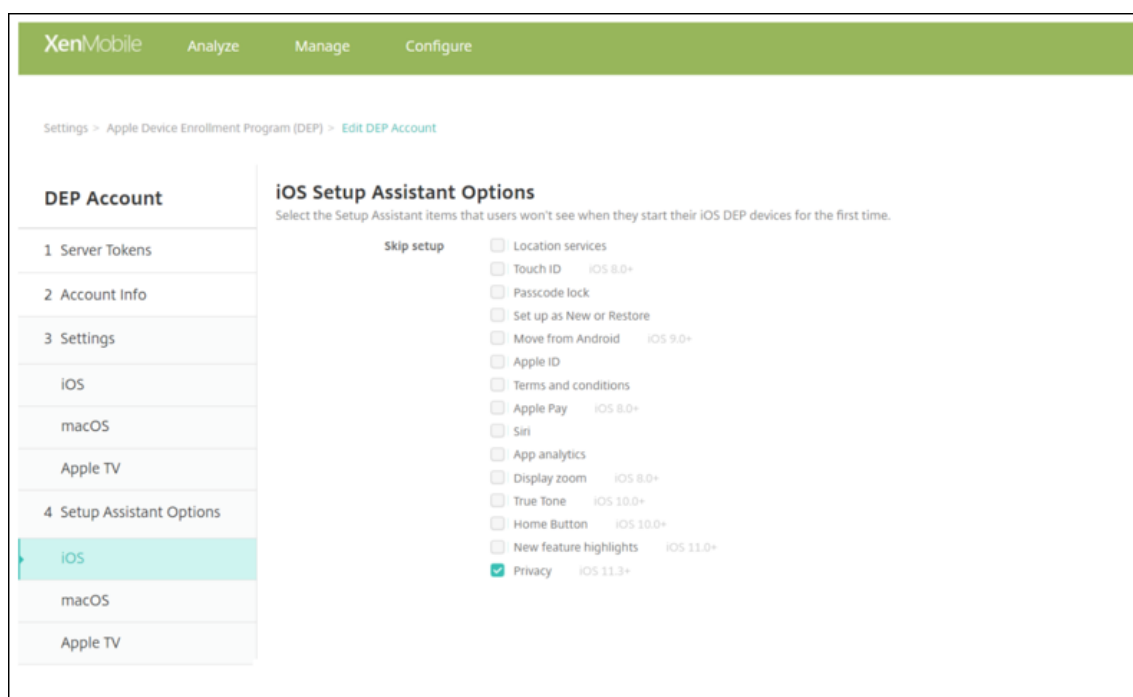 XenMobile Analyze Manage Configure
Settings > Apple Device Enrollment Program (DEP) > Edit DEP Account
DEP Account
1 Server Tokens
2 Account Info
3 Settings
iOS
macOS
Apple TV
4 Setup Assistant Options
iOS
macOS
Apple TV
iOS Setup Assistant Options
Select the Setup Assistant items that users won't see when they start their iOS DEP devices for the first time.
Skip setup
Location services
Touch ID iOS 8.0+
Passcode lock
Set up as New or Restore
Move from Android iOS 9.0+
Apple ID
Terms and conditions
Apple Pay iOS 8.0+
Siri
App analytics
Display zoom iOS 8.0+
True Tone iOS 10.0+
Home Button iOS 10.0+
New feature highlights iOS 11.0+
Privacy iOS 11.3+